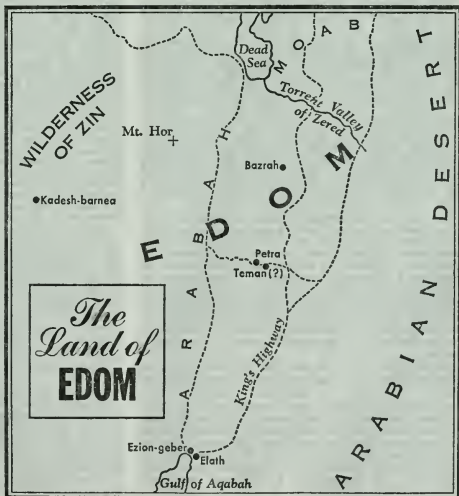 MOAB
Dead
Sea
Torrent Valley
of Zered
WILDERNESS
OF ZIN
Mt. Hor
Bazrah
Kadesh-barnea
EDOM
ARABAH
Petra
Teman(?)
King's Highway
ARABIAN DESERT
The
Land of
EDOM
Ezion-geber
Elath
Gulf of Aqabah